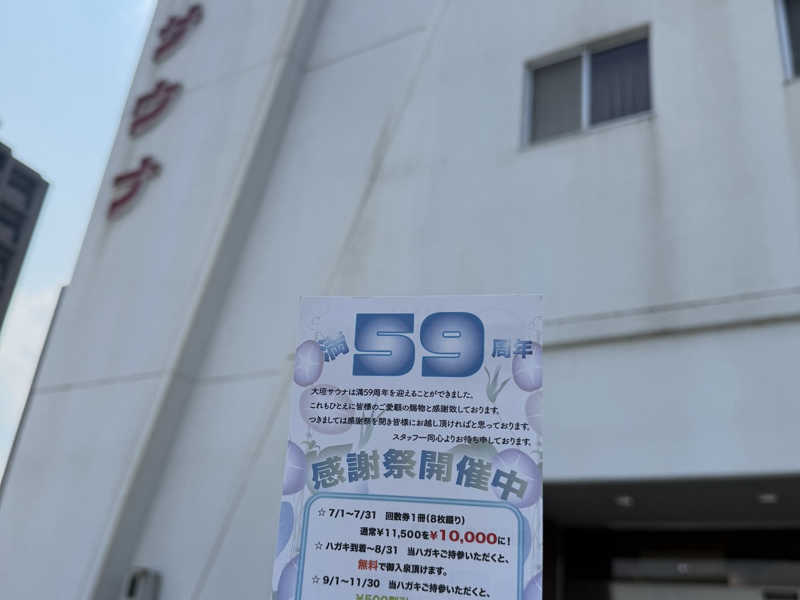 サウナ
満59周年
大垣サウナは満59周年を迎えることができました。
これもひとえに皆様のご愛顧の賜物と感謝致しております。
つきましては感謝祭を開き皆様にお越し頂ければと思っております。
スタッフ一同心よりお待ち申しております。
感謝祭開催中
☆ 7/1〜7/31 回数券1冊(8枚綴り)
通常¥11,500を¥10,000に!
☆ ハガキ到着〜8/31 当ハガキご持参いただくと、
無料で御入泉頂けます。
☆ 9/1〜11/30 当ハガキご持参いただくと、
¥500割引